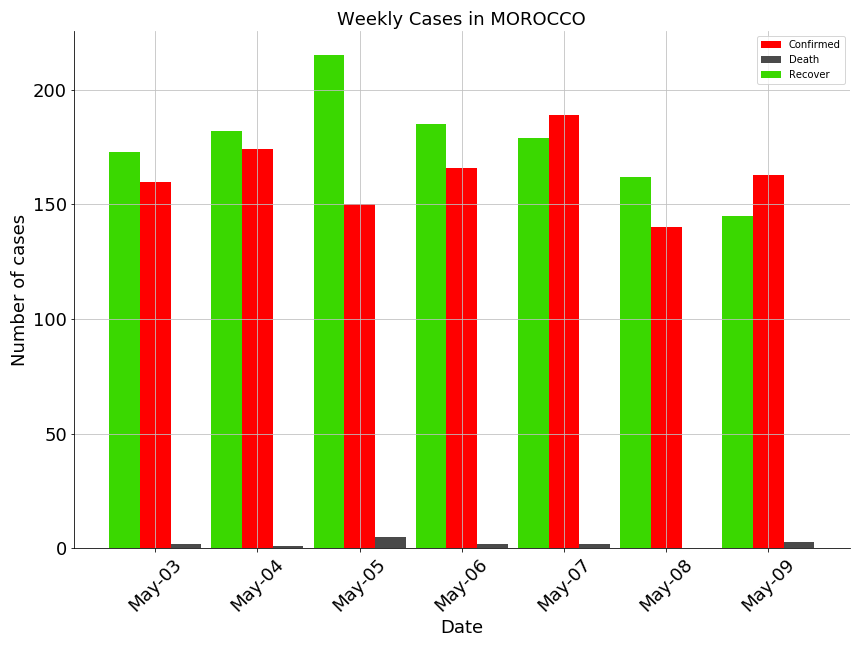 Weekly Cases in MOROCCO
Confirmed
Death
Recover
Number of cases
200
150
100
50
0
May-03
May-04
May-05
May-06
May-07
May-08
May-09
Date